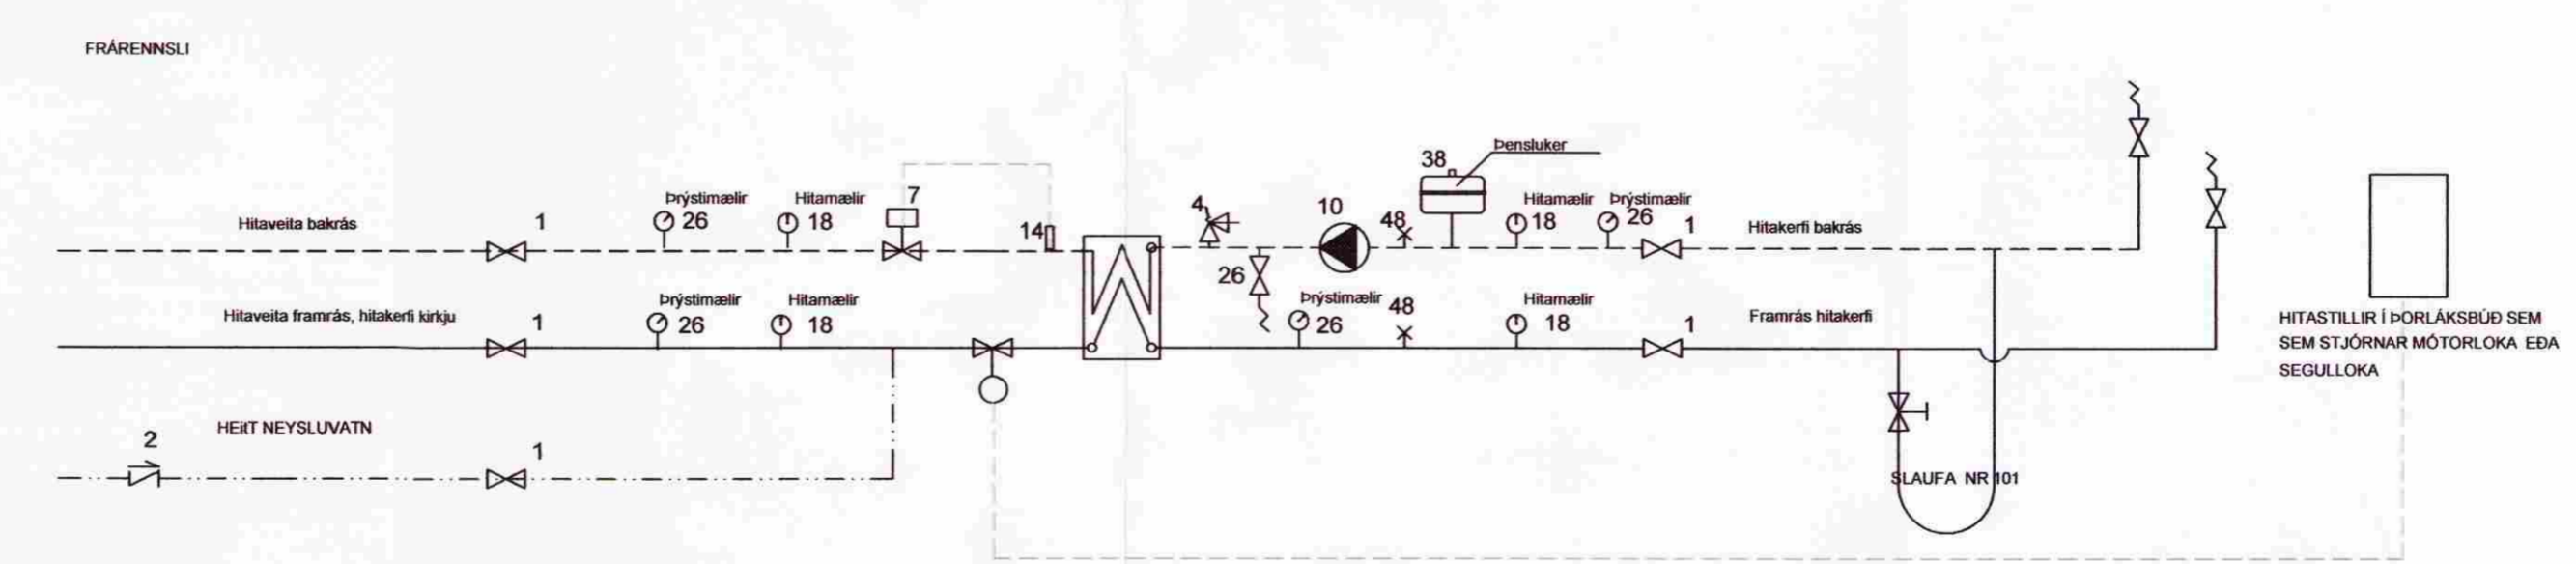 FRÁRENNSLI
Þensluker
38
7
Þrýstimælir
26
Hitamælir
18
Hitaveita bakrás
1
14
4
10
48
Hitamælir
18
Þrýstimælir
26
1
Hitakerfi bakrás
26
Hitaveita framrás, hitakerfi kirkju
1
Þrýstimælir
26
Hitamælir
18
Þrýstimælir
26
48
Hitamælir
18
1
Framrás hitakerfi
HITASTILLIR Í ÞORLÁKSBÚÐ SEM
SEM STJÓRNAR MÓTORLOKA EÐA
SEGULLOKA
2
HEitT NEYSLUVATN
1
SLAUFA NR 101